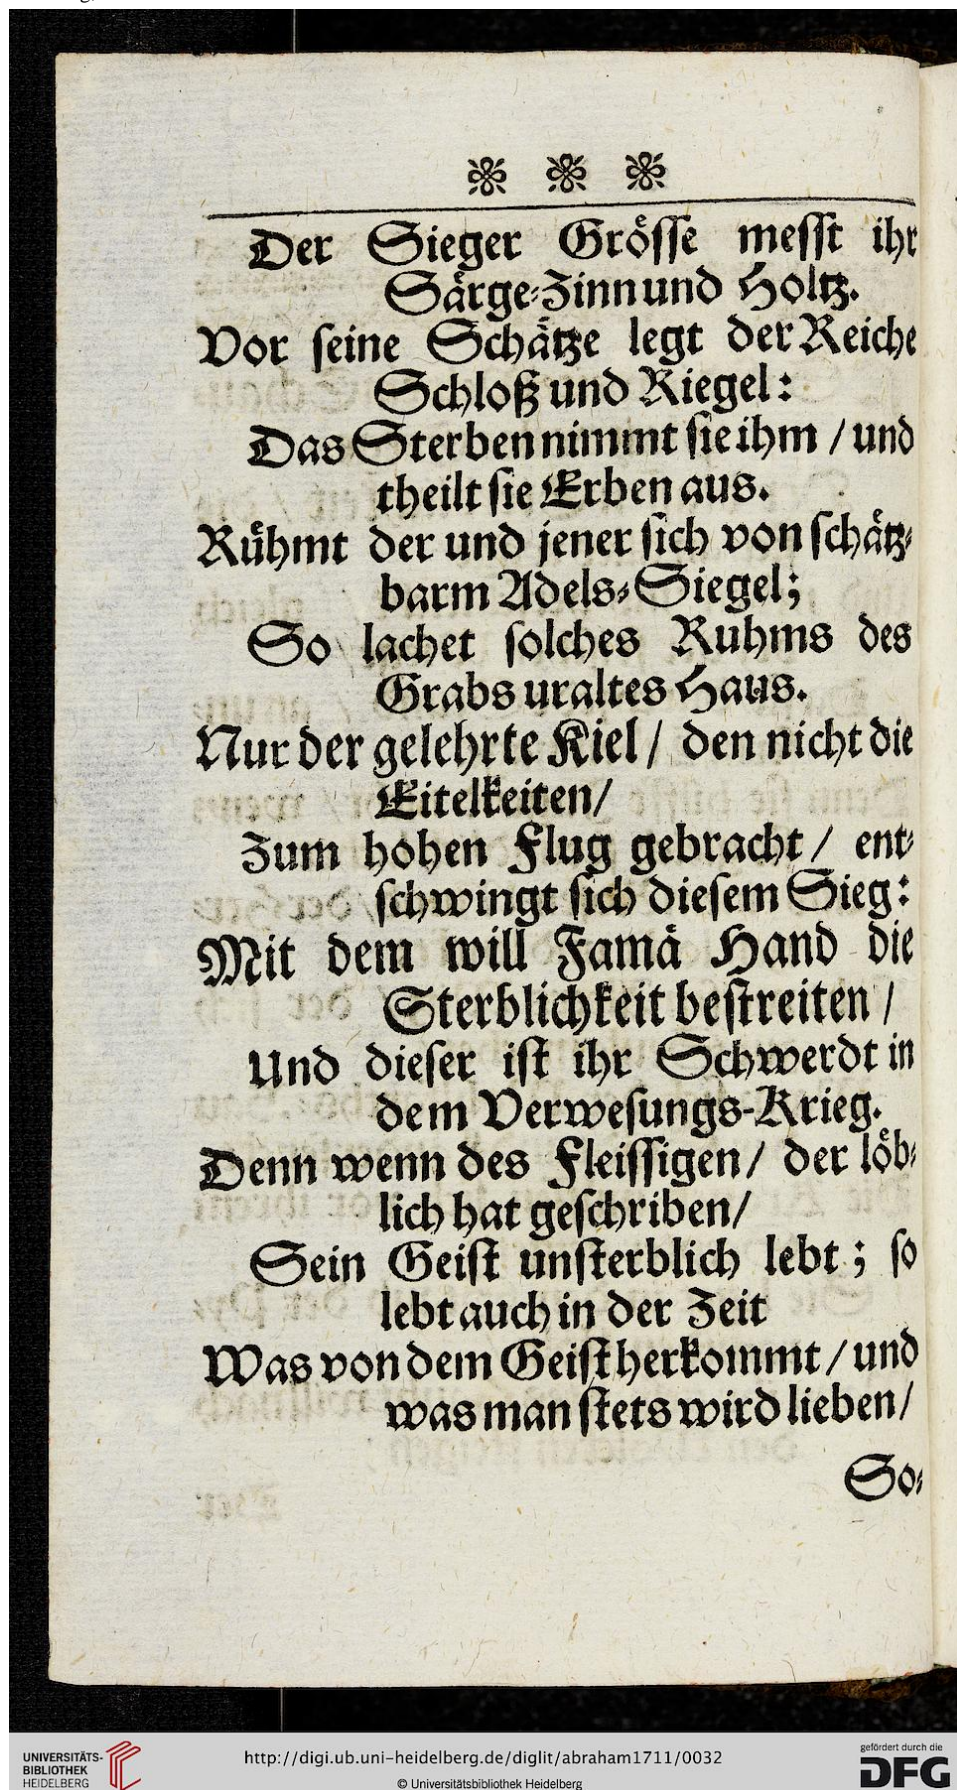 Der Sieger Grösse messt ihr
Särge-Zinn und Holtz.
Vor seine Schätze legt der Reiche
Schloß und Riegel:
Das Sterben nimmt sie ihm / und
theilt sie Erben aus.
Rühmt der und jener sich von schätz-
barm Adels-Siegel;
So lachet solches Ruhms des
Grabs uraltes Haus.
Nur der gelehrte Kiel / den nicht die
Eitelkeiten/
Zum hohen Flug gebracht / ent-
schwingt sich diesem Sieg:
Mit dem will Famä Hand die
Sterblichkeit bestreiten /
Und dieser ist ihr Schwerdt in
dem Verwesungs-Krieg.
Denn wenn des Fleissigen / der löb-
lich hat geschriben/
Sein Geist unsterblich lebt; so
lebt auch in der Zeit
Was von dem Geist herkommt / und
was man stets wird lieben /
So-
UNIVERSITÄTS-
BIBLIOTHEK
HEIDELBERG
http://digi.ub.uni-heidelberg.de/diglit/abraham1711/0032
© Universitätsbibliothek Heidelberg
gefördert durch die
DFG